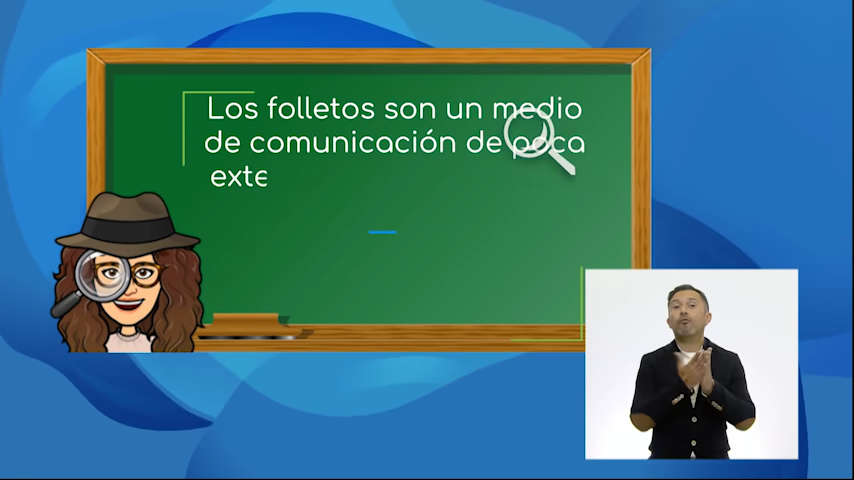 Los folletos son un medio
de comunicación de poca
exte